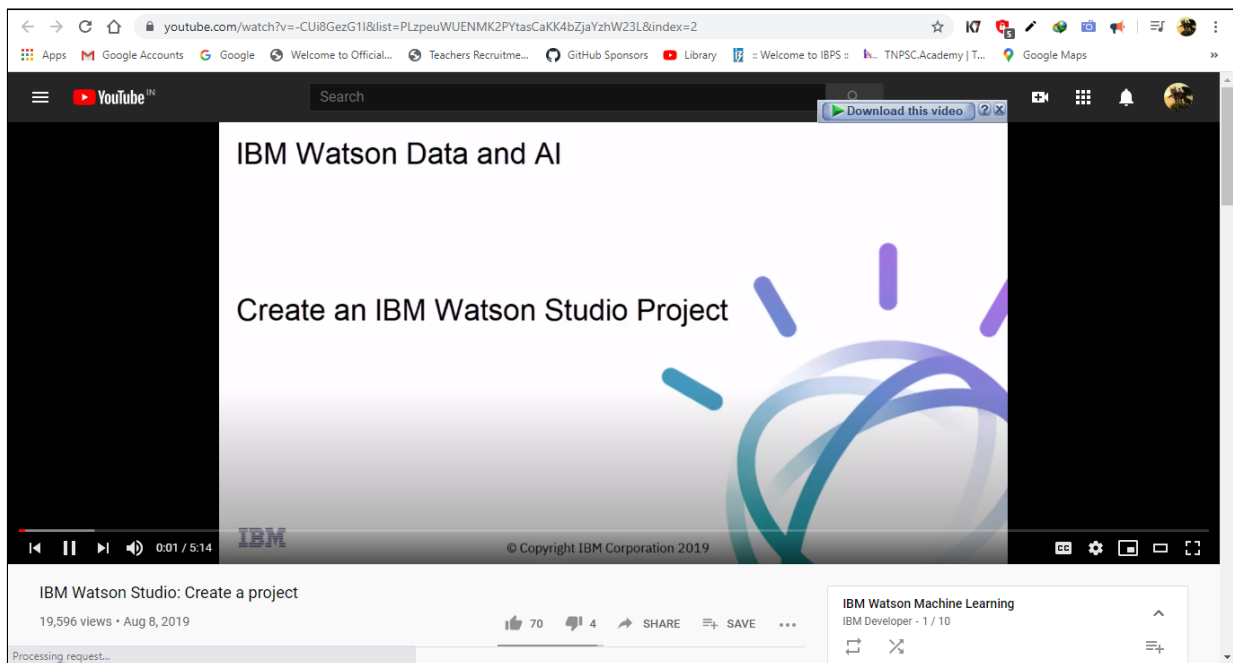 youtube.com/watch?v=-CUi8GezG1I&list=PLzpeuWUENMK2PYtasCaKK4bZjaYzhW23L&index=2
K7
5
Apps Google Accounts Google Welcome to Official... Teachers Recruitme... GitHub Sponsors Library :: Welcome to IBPS :: TNPSC.Academy | T... Google Maps »
YouTube IN
Search
Download this video ? X
IBM Watson Data and AI
Create an IBM Watson Studio Project
IBM
© Copyright IBM Corporation 2019
0:01 / 5:14
CC
IBM Watson Studio: Create a project
19,596 views • Aug 8, 2019
70 4 SHARE SAVE ...
IBM Watson Machine Learning
IBM Developer - 1 / 10
Processing request...